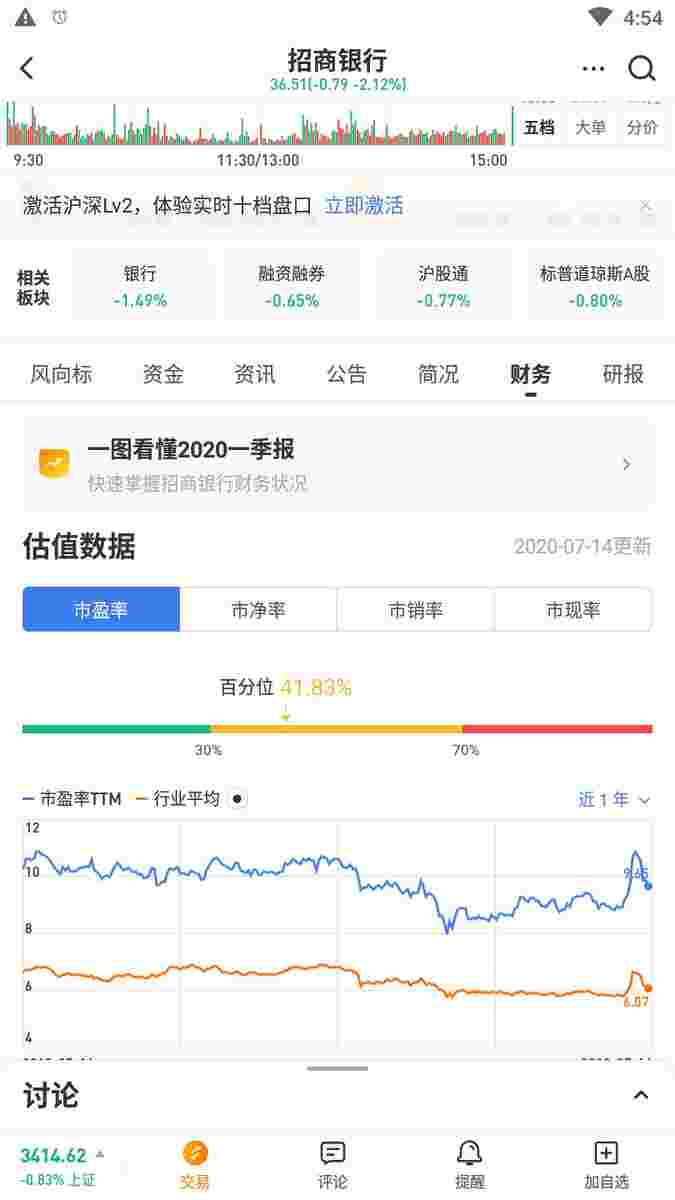 4:54
招商银行
36.51(-0.79 -2.12%)
五档 大单 分价
9:30 11:30/13:00 15:00
激活沪深Lv2，体验实时十档盘口 立即激活
相关板块
银行 融资融券 沪股通 标普道琼斯A股
-1.49% -0.65% -0.77% -0.80%
风向标 资金 资讯 公告 简况 财务 研报
一图看懂2020一季报
快速掌握招商银行财务状况
估值数据 2020-07-14更新
市盈率 市净率 市销率 市现率
百分位 41.83%
30% 70%
市盈率TTM 行业平均 近1年
12
10
9.65
8
6
6.07
4
讨论
3414.62
-0.83% 上证
交易 评论 提醒 加自选